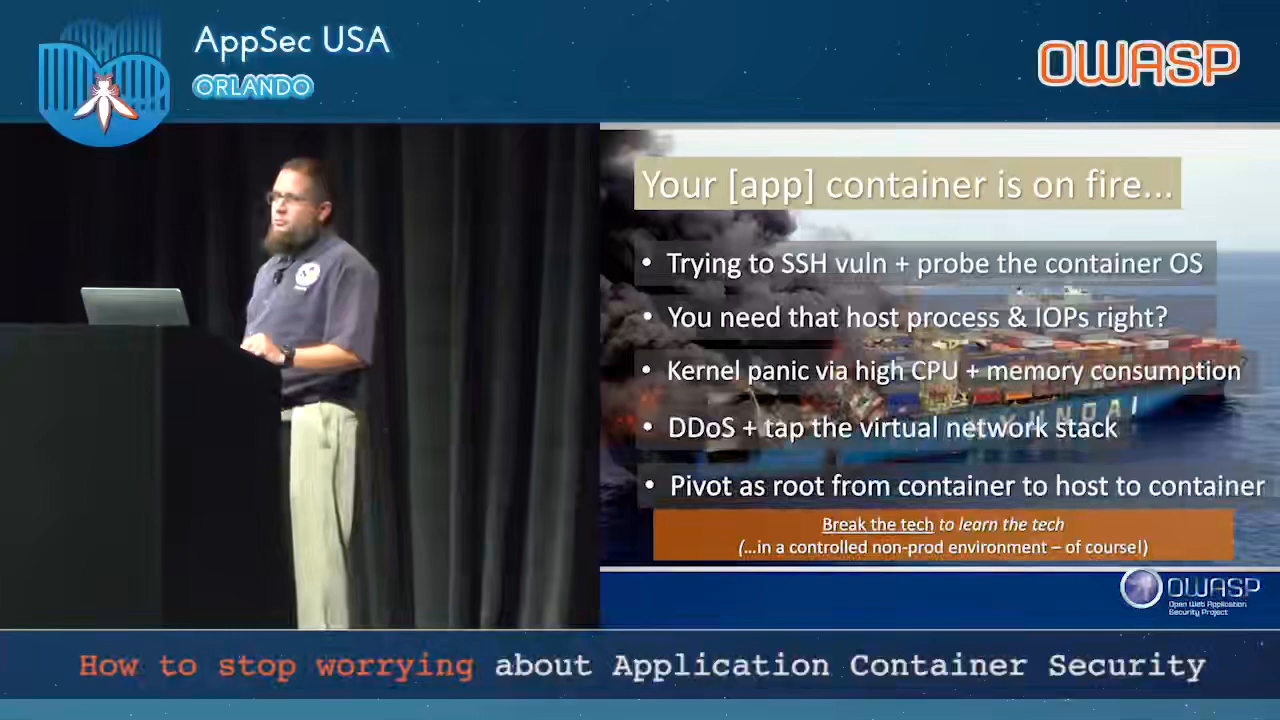 AppSec USA
ORLANDO
OWASP
Your [app] container is on fire...
• Trying to SSH vuln + probe the container OS
• You need that host process & IOPs right?
• Kernel panic via high CPU + memory consumption
• DDoS + tap the virtual network stack
• Pivot as root from container to host to container
Break the tech to learn the tech
(...in a controlled non-prod environment – of course!)
OWASP
Open Web Application
Security Project
How to stop worrying about Application Container Security